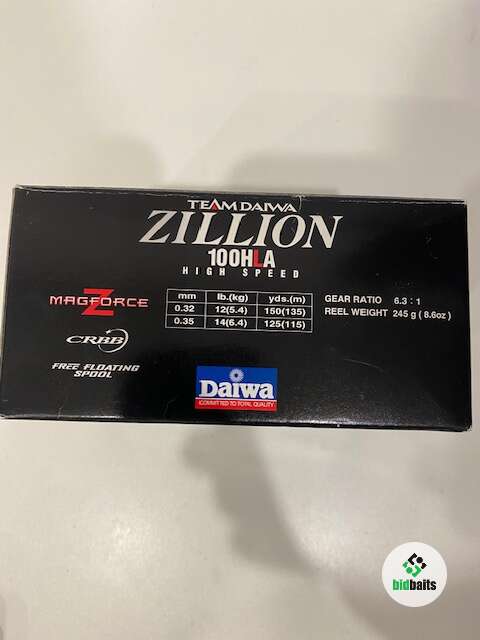 TEAM DAIWA
ZILLION
100HLA
HIGH SPEED
MAGFORCE Z
CRBB
FREE FLOATING
SPOOL
mm lb.(kg) yds.(m)
0.32 12(5.4) 150(135)
0.35 14(6.4) 125(115)
GEAR RATIO 6.3 : 1
REEL WEIGHT 245 g ( 8.6oz )
Daiwa
COMMITTED TO TOTAL QUALITY
bidbaits